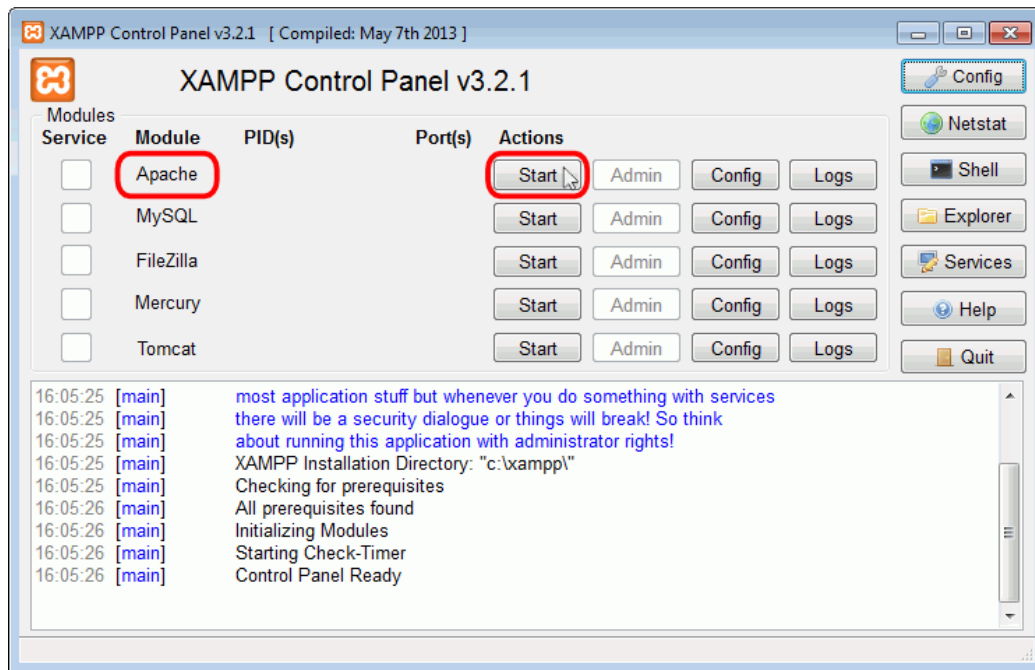 XAMPP Control Panel v3.2.1 [ Compiled: May 7th 2013 ]
XAMPP Control Panel v3.2.1
Config
Modules
Service Module PID(s) Port(s) Actions
Netstat
Apache Start Admin Config Logs
Shell
MySQL Start Admin Config Logs
Explorer
FileZilla Start Admin Config Logs
Services
Mercury Start Admin Config Logs
Help
Tomcat Start Admin Config Logs
Quit
16:05:25 [main] most application stuff but whenever you do something with services
16:05:25 [main] there will be a security dialogue or things will break! So think
16:05:25 [main] about running this application with administrator rights!
16:05:25 [main] XAMPP Installation Directory: "c:\xampp\"
16:05:25 [main] Checking for prerequisites
16:05:26 [main] All prerequisites found
16:05:26 [main] Initializing Modules
16:05:26 [main] Starting Check-Timer
16:05:26 [main] Control Panel Ready